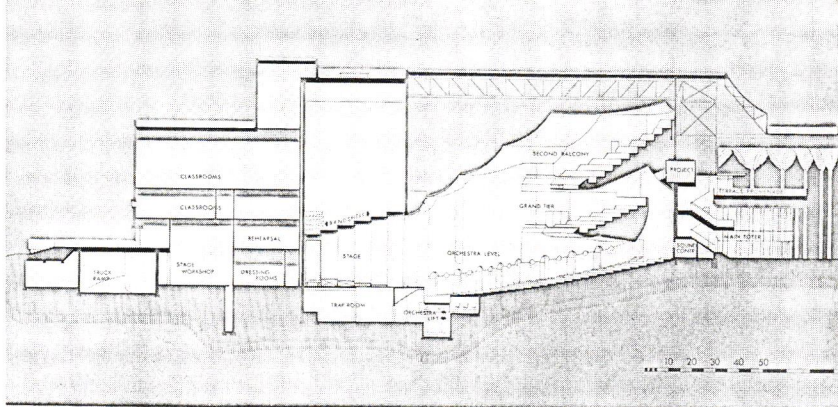 SECOND BALCONY
PROJECT
CLASSROOMS
CLASSROOMS
GRAND TIER
REHEARSAL
STAGE
ORCHESTRA LEVEL
MAIN FOYER
SOUND
CONTR
TRUCK
RAMP
STAGE
WORKSHOP
DRESSING
ROOMS
TRAP ROOM
ORCHESTRA
LIFT
10 20 30 40 50